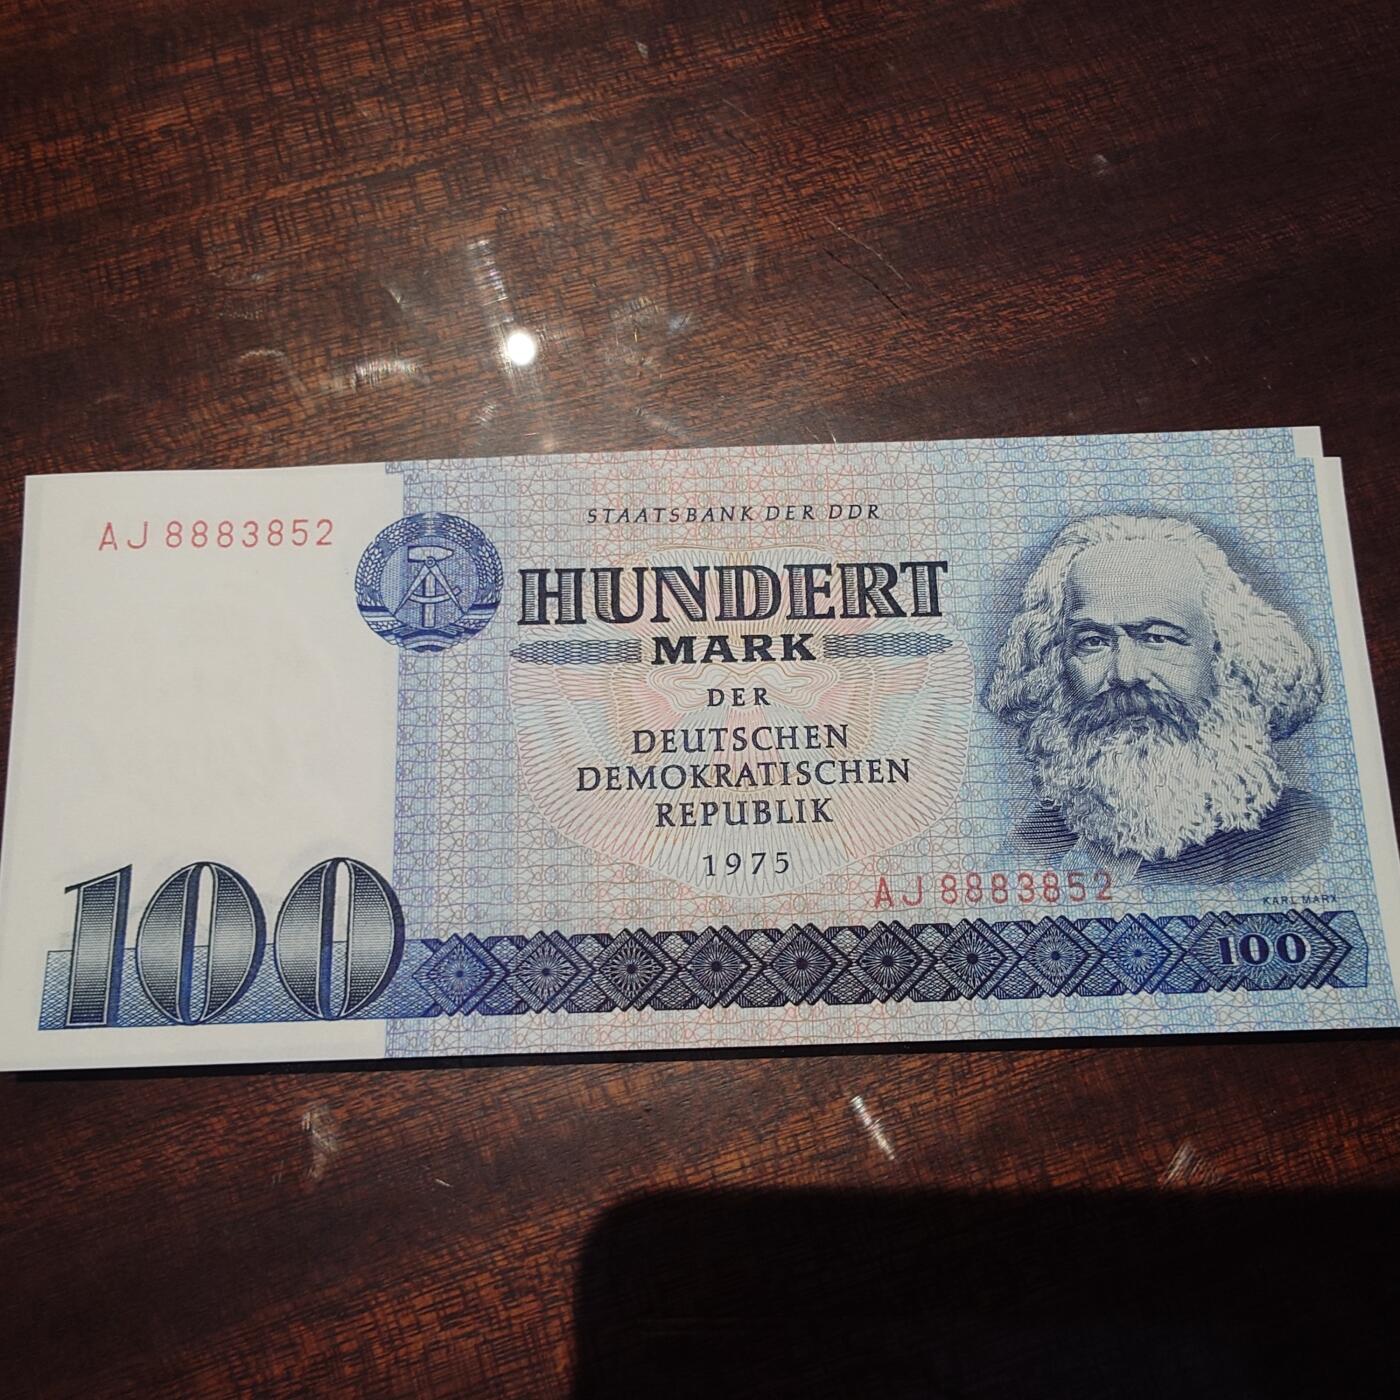 AJ 8883852
STAATSBANK DER DDR
HUNDERT
MARK
DER
DEUTSCHEN
DEMOKRATISCHEN
REPUBLIK
1975
AJ 8883852
KARL MARX
100
100